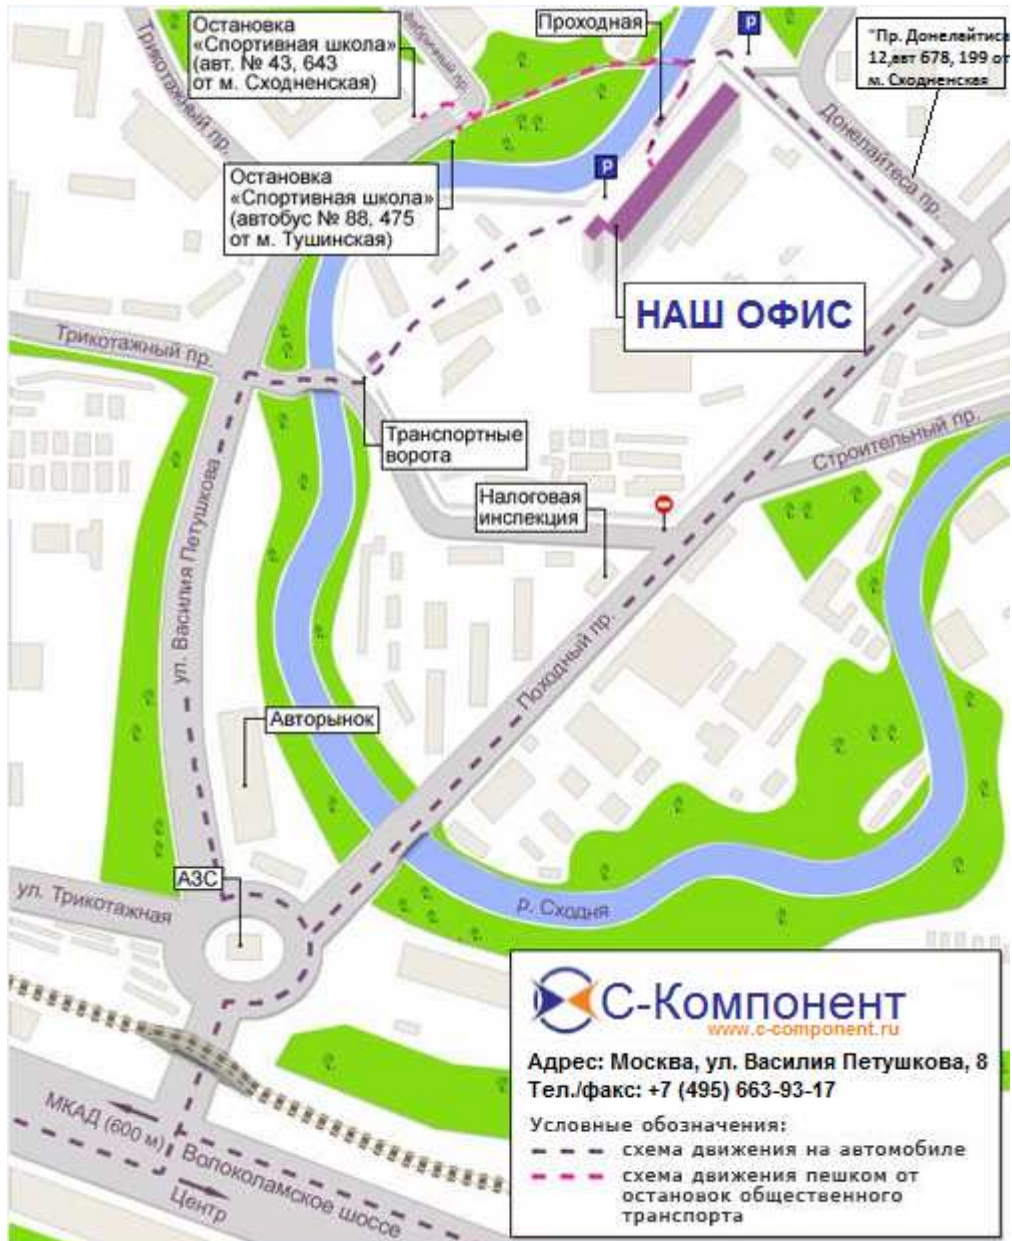 Остановка
«Спортивная школа»
(авт. № 43, 643
от м. Сходненская)
Проходная
P
"Пр. Донелайтиса
12,авт 678, 199 от
м. Сходненская
Трикотажный пр.
пр.
Донелайтеса пр.
Остановка
«Спортивная школа»
(автобус № 88, 475
от м. Тушинская)
P
НАШ ОФИС
Трикотажный пр.
Транспортные
ворота
Строительный пр.
Налоговая
инспекция
ул. Василия Петушкова
Походный пр.
Авторынок
АЗС
ул. Трикотажная
р. Сходня
МКАД (600 м)
Волоколамское шоссе
Центр
С-Компонент
www.c-component.ru
Адрес: Москва, ул. Василия Петушкова, 8
Тел./факс: +7 (495) 663-93-17
Условные обозначения:
схема движения на автомобиле
схема движения пешком от
остановок общественного
транспорта